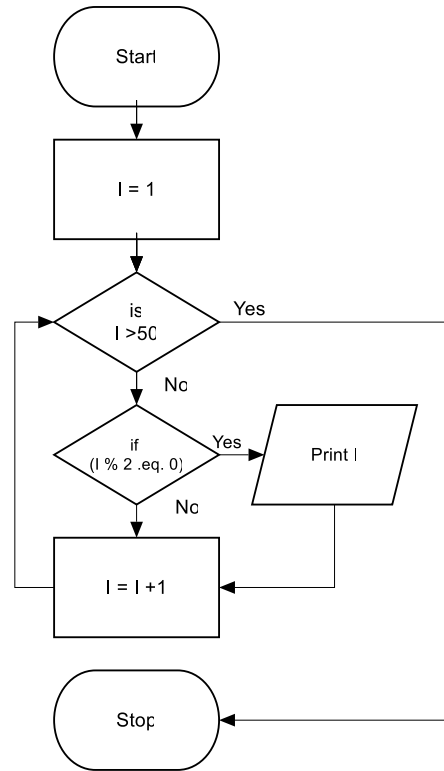 Start
I = 1
is
I >50
Yes
No
if
(I % 2 .eq. 0)
Yes
Print I
No
I = I +1
Stop